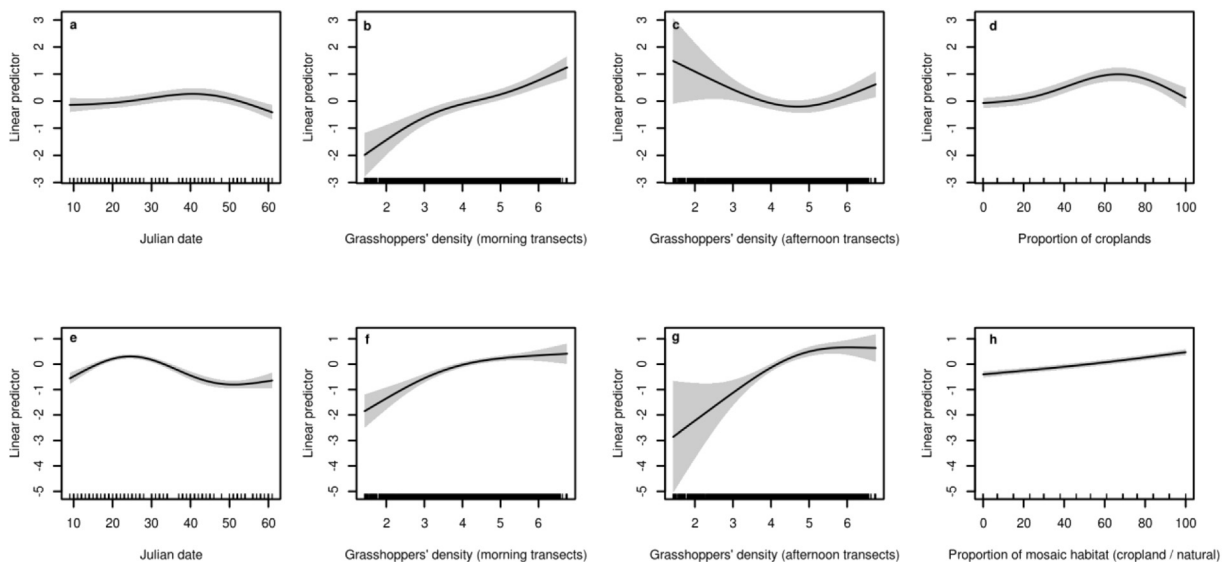 a
Linear predictor
3
2
1
0
-1
-2
-3
10 20 30 40 50 60
Julian date
b
Linear predictor
3
2
1
0
-1
-2
-3
2 3 4 5 6
Grasshoppers' density (morning transects)
c
Linear predictor
3
2
1
0
-1
-2
-3
2 3 4 5 6
Grasshoppers' density (afternoon transects)
d
Linear predictor
3
2
1
0
-1
-2
-3
0 20 40 60 80 100
Proportion of croplands
e
Linear predictor
1
0
-1
-2
-3
-4
-5
10 20 30 40 50 60
Julian date
f
Linear predictor
1
0
-1
-2
-3
-4
-5
2 3 4 5 6
Grasshoppers' density (morning transects)
g
Linear predictor
1
0
-1
-2
-3
-4
-5
2 3 4 5 6
Grasshoppers' density (afternoon transects)
h
Linear predictor
1
0
-1
-2
-3
-4
-5
0 20 40 60 80 100
Proportion of mosaic habitat (cropland / natural)